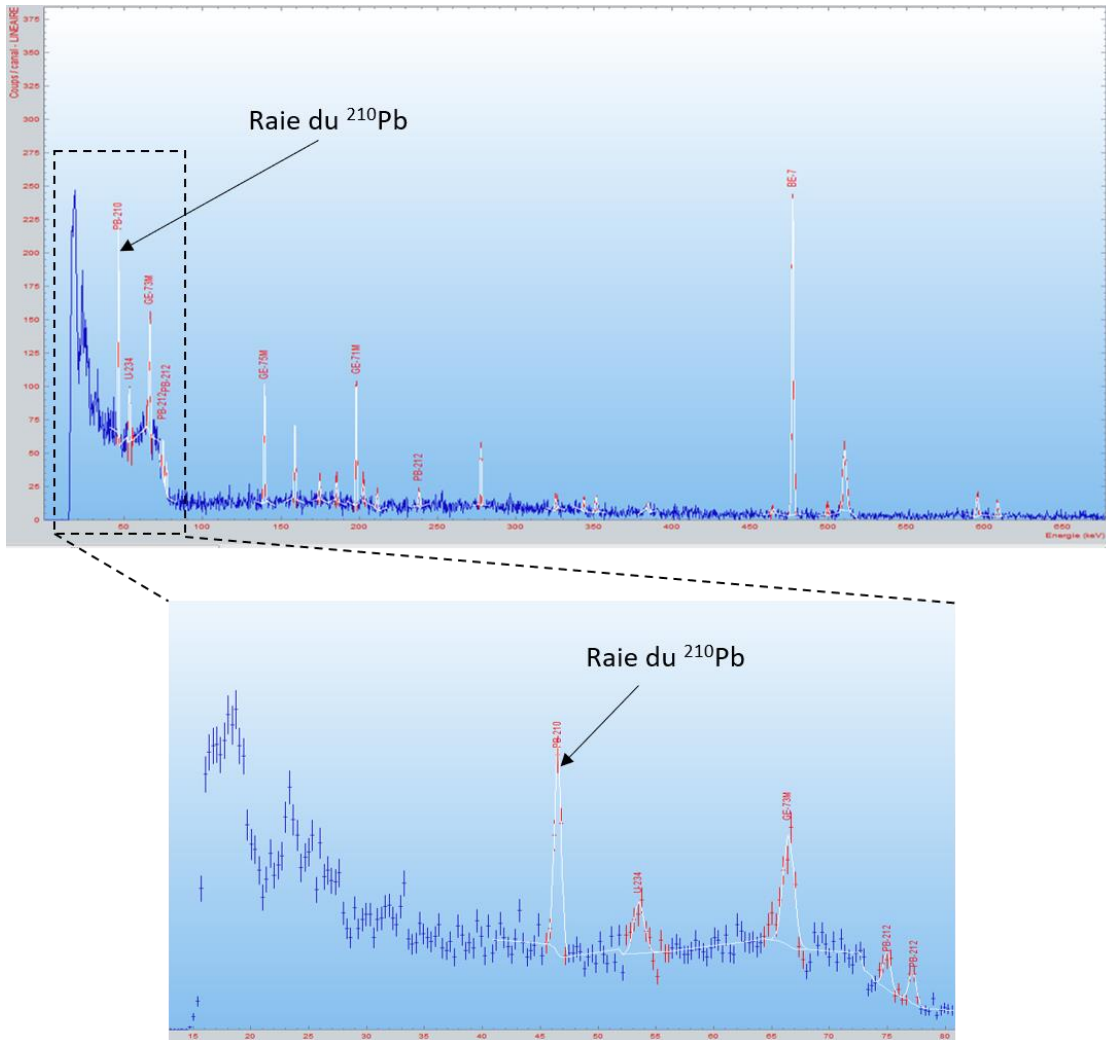 Coups / canal - LINEAIRE
375
350
325
300
275
250
225
200
175
150
125
100
75
50
25
0
Raie du ²¹⁰Pb
PB-210
U-234
GE-73M
PB-212
PB-212
GE-75M
GE-71M
PB-212
BE-7
50 100 150 200 250 300 350 400 450 500 550 600 650
Energie (keV)
Raie du ²¹⁰Pb
PB-210
U-234
GE-73M
PB-212
PB-212
15 20 25 30 35 40 45 50 55 60 65 70 75 80